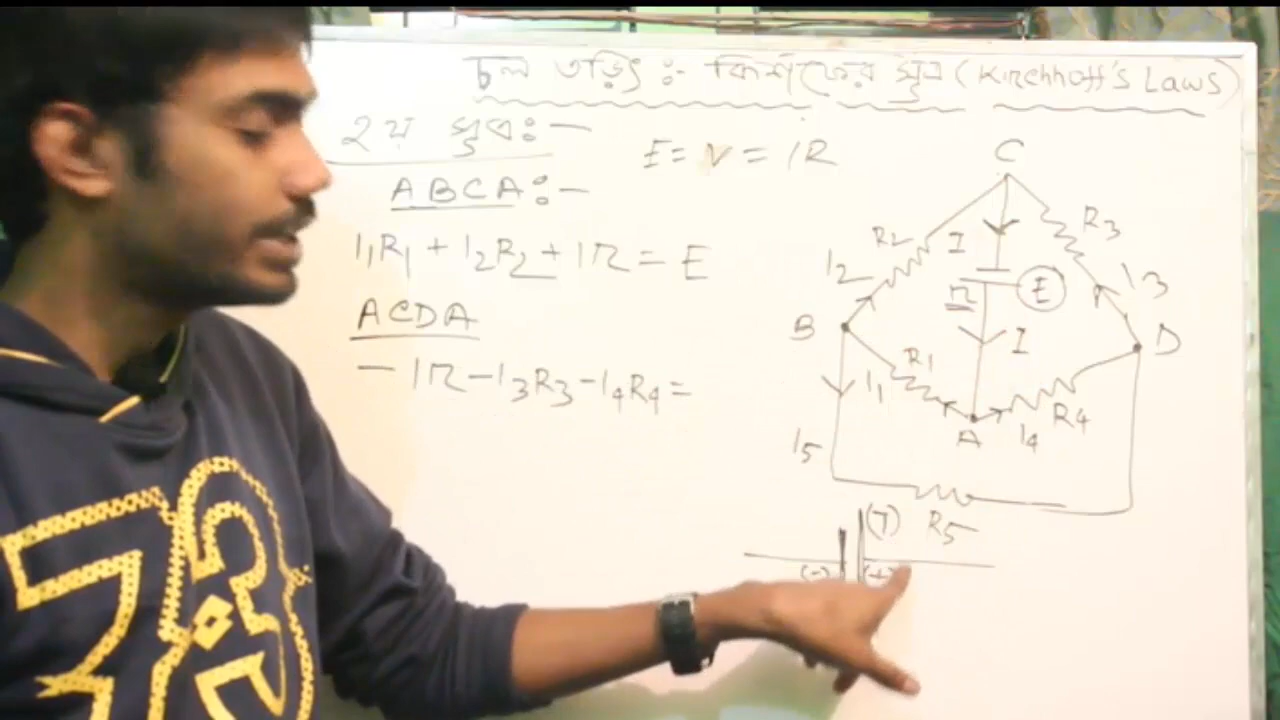 চল তড়িৎ :- কির্শফের সূত্র (Kirchhoff's Laws)
২য় সূত্র :-
E = V = IR
ABCA :-
I₁R₁ + I₂R₂ + Ir = E
ACDA
- Ir - I₃R₃ - I₄R₄ =
C
R₂
I
R₃
I₂
r
E
I₃
B
R₁
I
D
I₁
R₄
A
I₄
I₅
R₅
(-)
(+)
73